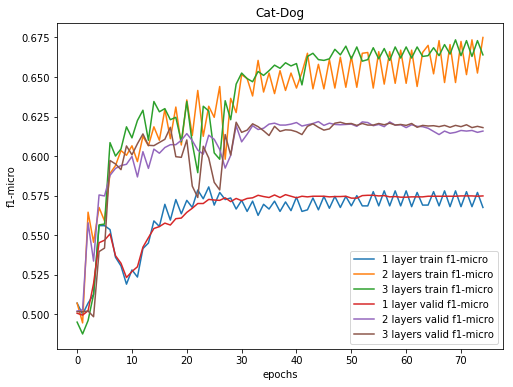 Cat-Dog
f1-micro
0.675
0.650
0.625
0.600
0.575
0.550
0.525
0.500
0
10
20
30
40
50
60
70
epochs
1 layer train f1-micro
2 layers train f1-micro
3 layers train f1-micro
1 layer valid f1-micro
2 layers valid f1-micro
3 layers valid f1-micro